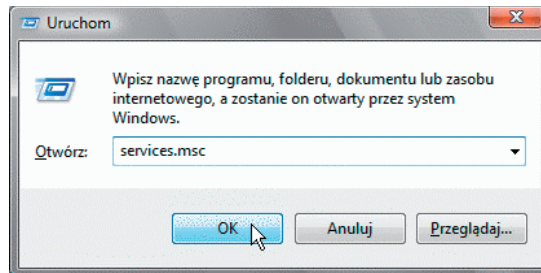 Uruchom
Wpisz nazwę programu, folderu, dokumentu lub zasobu
internetowego, a zostanie on otwarty przez system
Windows.
Otwórz: services.msc
OK Anuluj Przeglądaj...